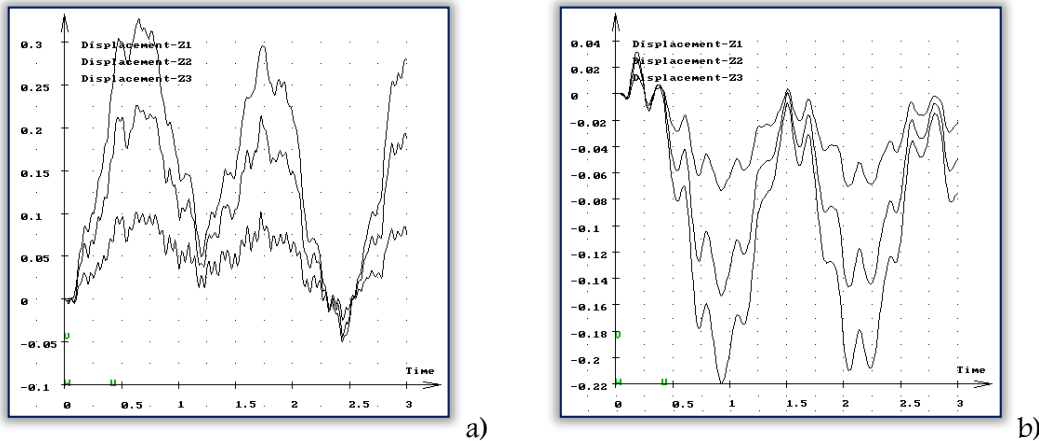 0.3
0.25
0.2
0.15
0.1
0.05
0
-0.05
-0.1
Displacement-Z1
Displacement-Z2
Displacement-Z3
Time
0 0.5 1 1.5 2 2.5 3
a)
0.04
0.02
0
-0.02
-0.04
-0.06
-0.08
-0.1
-0.12
-0.14
-0.16
-0.18
-0.2
-0.22
Displacement-Z1
Displacement-Z2
Displacement-Z3
Time
0 0.5 1 1.5 2 2.5 3
b)